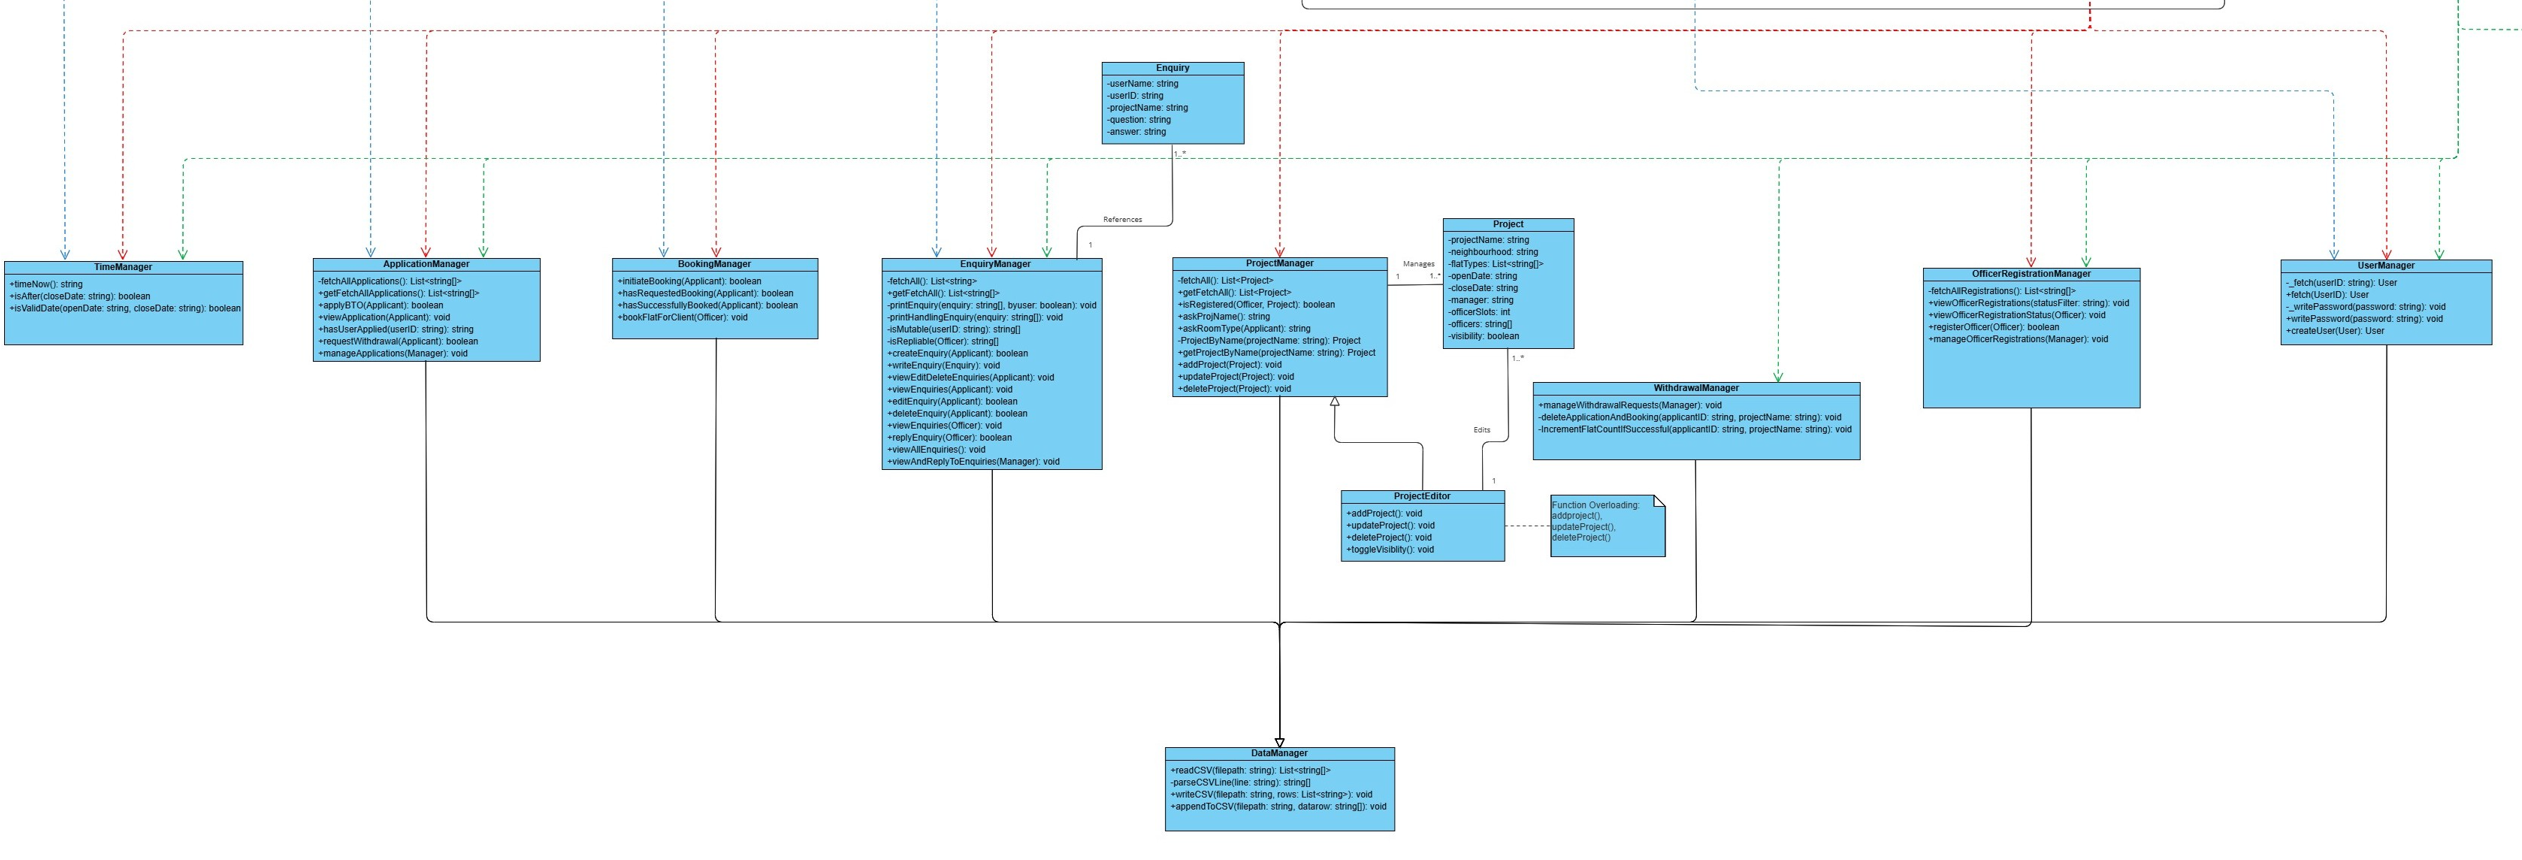 Enquiry
-userName: string
-userID: string
-projectName: string
-question: string
-answer: string
1..*
References
1
TimeManager
+timeNow(): string
+isAfter(closeDate: string): boolean
+isValidDate(openDate: string, closeDate: string): boolean
ApplicationManager
-fetchAllApplications(): List<string[]>
+getFetchAllApplications(): List<string[]>
+applyBTO(Applicant): boolean
+viewApplication(Applicant): void
+hasUserApplied(userID: string): string
+requestWithdrawal(Applicant): boolean
+manageApplications(Manager): void
BookingManager
+initiateBooking(Applicant): boolean
+hasRequestedBooking(Applicant): boolean
+hasSuccessfullyBooked(Applicant): boolean
+bookFlatForClient(Officer): void
EnquiryManager
-fetchAll(): List<string>
+getFetchAll(): List<string[]>
-printEnquiry(enquiry: string[], byuser: boolean): void
-printHandlingEnquiry(enquiry: string[]): void
-isMutable(userID: string): string[]
-isRepliable(Officer): string[]
+createEnquiry(Applicant): boolean
+writeEnquiry(Enquiry): void
+viewEditDeleteEnquiries(Applicant): void
+viewEnquiries(Applicant): void
+editEnquiry(Applicant): boolean
+deleteEnquiry(Applicant): boolean
+viewEnquiries(Officer): void
+replyEnquiry(Officer): boolean
+viewAllEnquiries(): void
+viewAndReplyToEnquiries(Manager): void
ProjectManager
-fetchAll(): List<Project>
+getFetchAll(): List<Project>
+isRegistered(Officer, Project): boolean
+askProjName(): string
+askRoomType(Applicant): string
-ProjectByName(projectName: string): Project
+getProjectByName(projectName: string): Project
+addProject(Project): void
+updateProject(Project): void
+deleteProject(Project): void
Manages
1
1..*
Project
-projectName: string
-neighbourhood: string
-flatTypes: List<string[]>
-openDate: string
-closeDate: string
-manager: string
-officerSlots: int
-officers: string[]
-visibility: boolean
1..*
Edits
1
WithdrawalManager
+manageWithdrawalRequests(Manager): void
-deleteApplicationAndBooking(applicantID: string, projectName: string): void
-IncrementFlatCountIfSuccessful(applicantID: string, projectName: string): void
OfficerRegistrationManager
-fetchAllRegistrations(): List<string[]>
+viewOfficerRegistrations(statusFilter: string): void
+viewOfficerRegistrationStatus(Officer): void
+registerOfficer(Officer): boolean
+manageOfficerRegistrations(Manager): void
UserManager
-_fetch(userID: string): User
+fetch(UserID): User
-_writePassword(password: string): void
+writePassword(password: string): void
+createUser(User): User
ProjectEditor
+addProject(): void
+updateProject(): void
+deleteProject(): void
+toggleVisiblity(): void
Function Overloading:
addproject(),
updateProject(),
deleteProject()
DataManager
+readCSV(filepath: string): List<string[]>
-parseCSVLine(line: string): string[]
+writeCSV(filepath: string, rows: List<string>): void
+appendToCSV(filepath: string, datarow: string[]): void